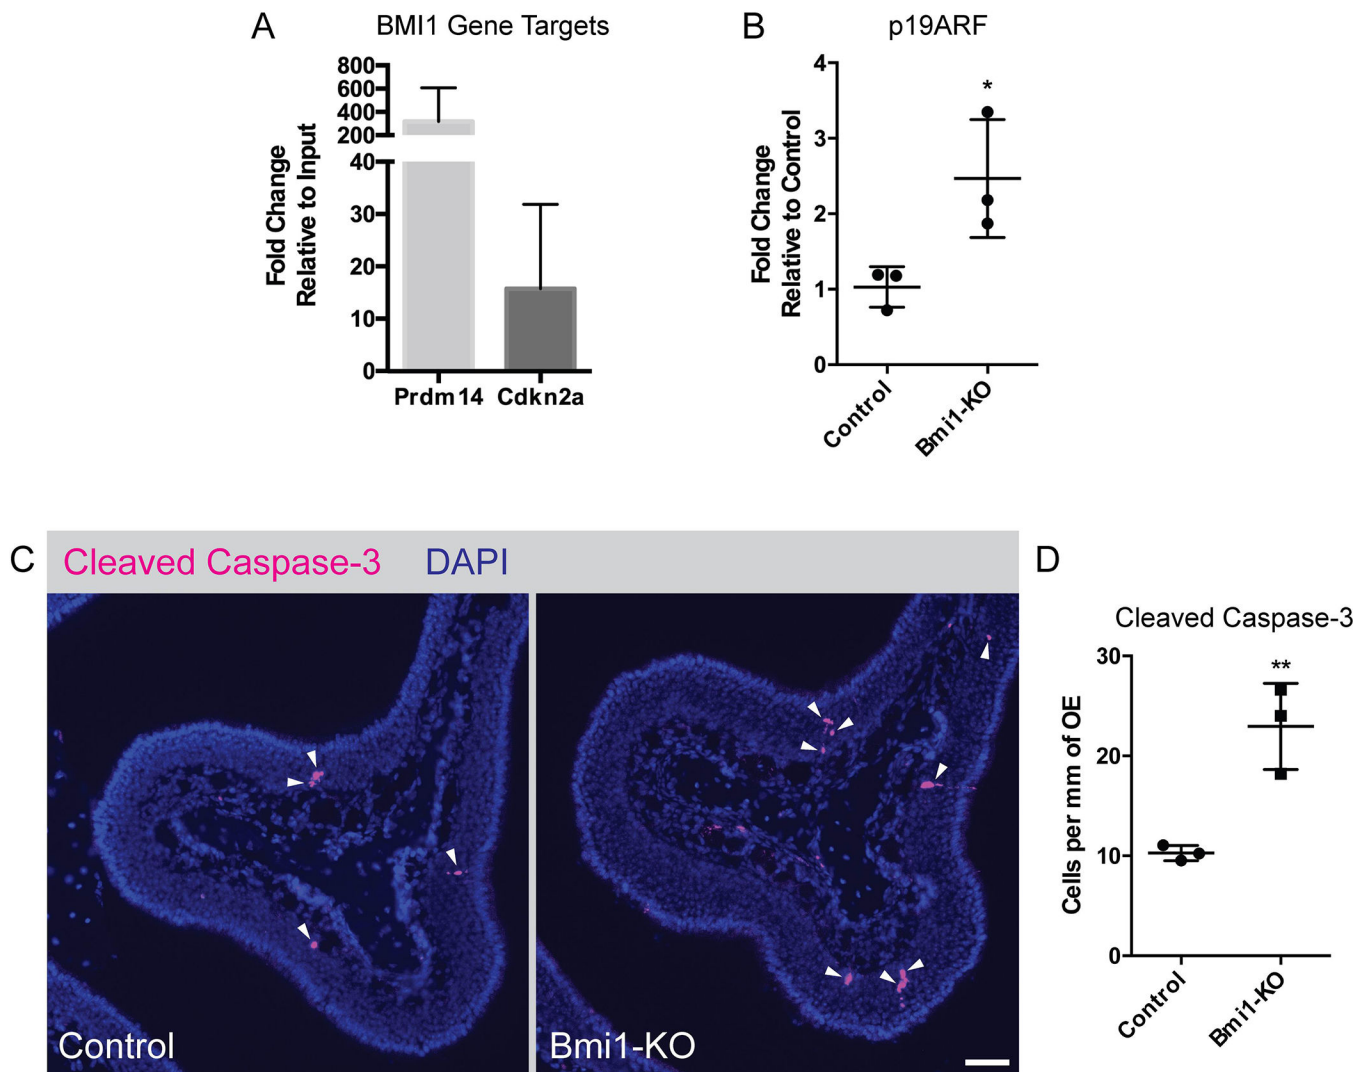 A
BMI1 Gene Targets
Fold Change
Relative to Input
800
600
400
200
40
30
20
10
0
Prdm14 Cdkn2a
B
p19ARF
Fold Change
Relative to Control
4
3
2
1
0
*
Control
Bmi1-KO
C
Cleaved Caspase-3 DAPI
Control
Bmi1-KO
D
Cleaved Caspase-3
Cells per mm of OE
30
20
10
0
**
Control
Bmi1-KO